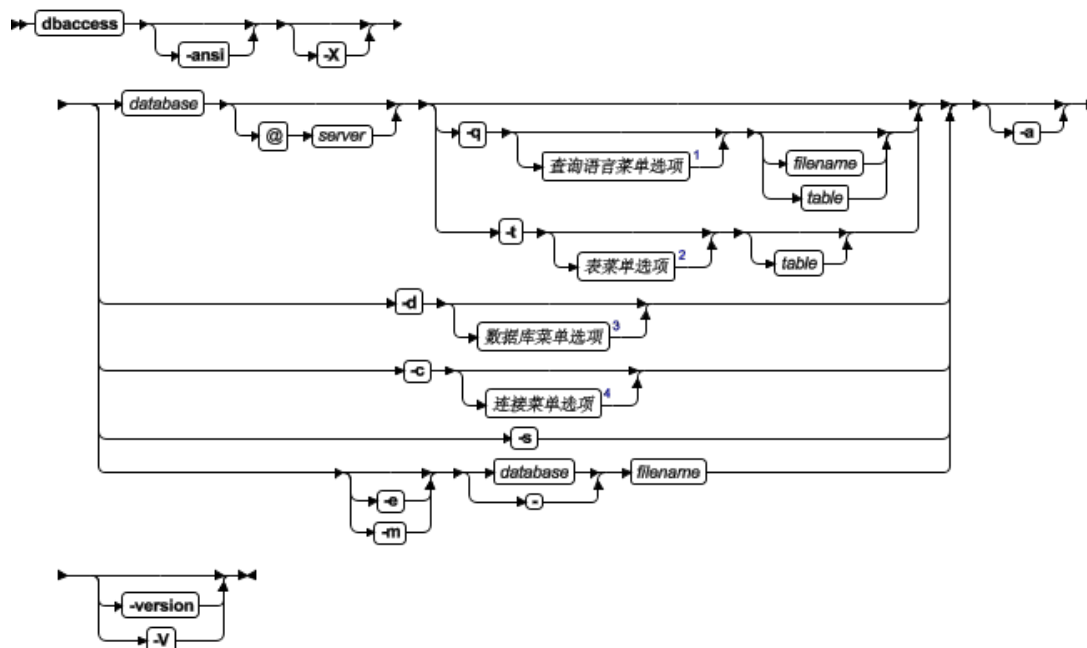 dbaccess
-ansi
-X
database
@ server
-q
查询语言菜单选项 1
filename
table
-t
表菜单选项 2
table
-a
-d
数据库菜单选项 3
-c
连接菜单选项 4
-s
database
filename
-e
-
-m
-version
-V